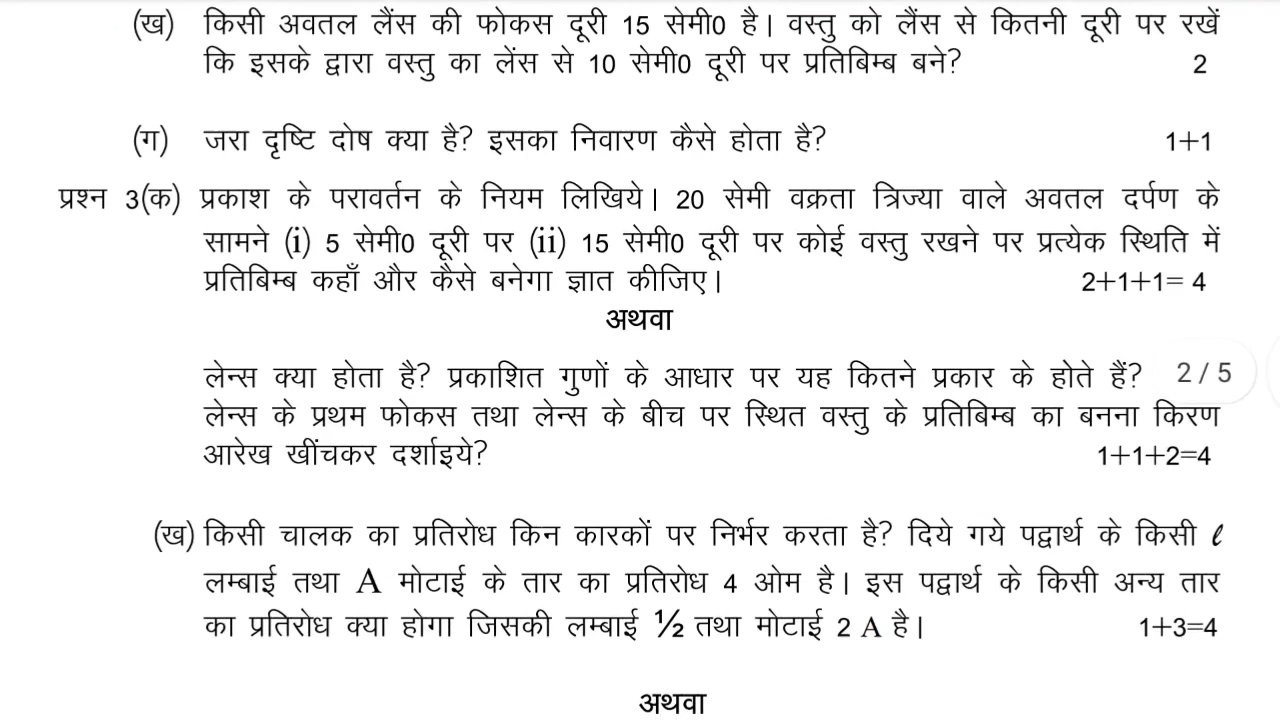 (ख) किसी अवतल लैंस की फोकस दूरी 15 सेमी0 है। वस्तु को लैंस से कितनी दूरी पर रखें
कि इसके द्वारा वस्तु का लेंस से 10 सेमी0 दूरी पर प्रतिबिम्ब बने? 2
(ग) जरा दृष्टि दोष क्या है? इसका निवारण कैसे होता है? 1+1
प्रश्न 3(क) प्रकाश के परावर्तन के नियम लिखिये। 20 सेमी वक्रता त्रिज्या वाले अवतल दर्पण के
सामने (i) 5 सेमी0 दूरी पर (ii) 15 सेमी0 दूरी पर कोई वस्तु रखने पर प्रत्येक स्थिति में
प्रतिबिम्ब कहाँ और कैसे बनेगा ज्ञात कीजिए। 2+1+1= 4
अथवा
लेन्स क्या होता है? प्रकाशित गुणों के आधार पर यह कितने प्रकार के होते हैं? 2 / 5
लेन्स के प्रथम फोकस तथा लेन्स के बीच पर स्थित वस्तु के प्रतिबिम्ब का बनना किरण
आरेख खींचकर दर्शाइये? 1+1+2=4
(ख) किसी चालक का प्रतिरोध किन कारकों पर निर्भर करता है? दिये गये पद्वार्थ के किसी ℓ
लम्बाई तथा A मोटाई के तार का प्रतिरोध 4 ओम है। इस पद्वार्थ के किसी अन्य तार
का प्रतिरोध क्या होगा जिसकी लम्बाई ½ तथा मोटाई 2 A है। 1+3=4
अथवा